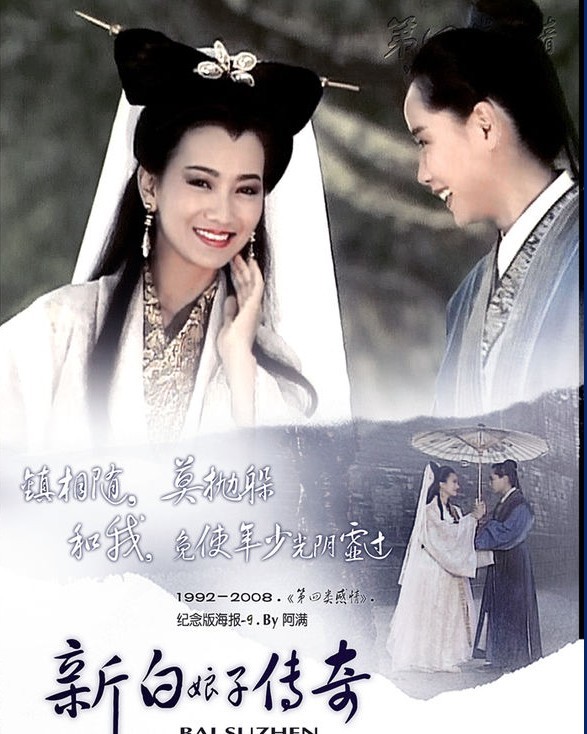 第四
镇相随。莫抛躲
和我。免使年少光阴虚过
1992-2008.《第四类感情》.
纪念版海报-9.By 阿满
新白娘子传奇
BAI SUZHEN